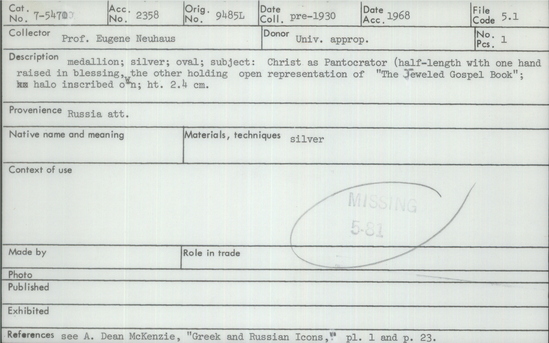 Cat. No. 7-5470 Acc. No. 2358 Orig. No. 9485L Date Coll. pre-1930 Date Acc. 1968 File Code 5.1
Collector Prof. Eugene Neuhaus Donor Univ. approp. No. Pcs. 1
Description medallion; silver; oval; subject: Christ as Pantocrator (half-length with one hand
raised in blessing, the other holding open representation of "The Jeweled Gospel Book";
halo inscribed o n; ht. 2.4 cm.
Provenience Russia att.
Native name and meaning Materials, techniques silver
Context of use
MISSING
5-81
Made by Role in trade
Photo
Published
Exhibited
References see A. Dean McKenzie, "Greek and Russian Icons," pl. 1 and p. 23.